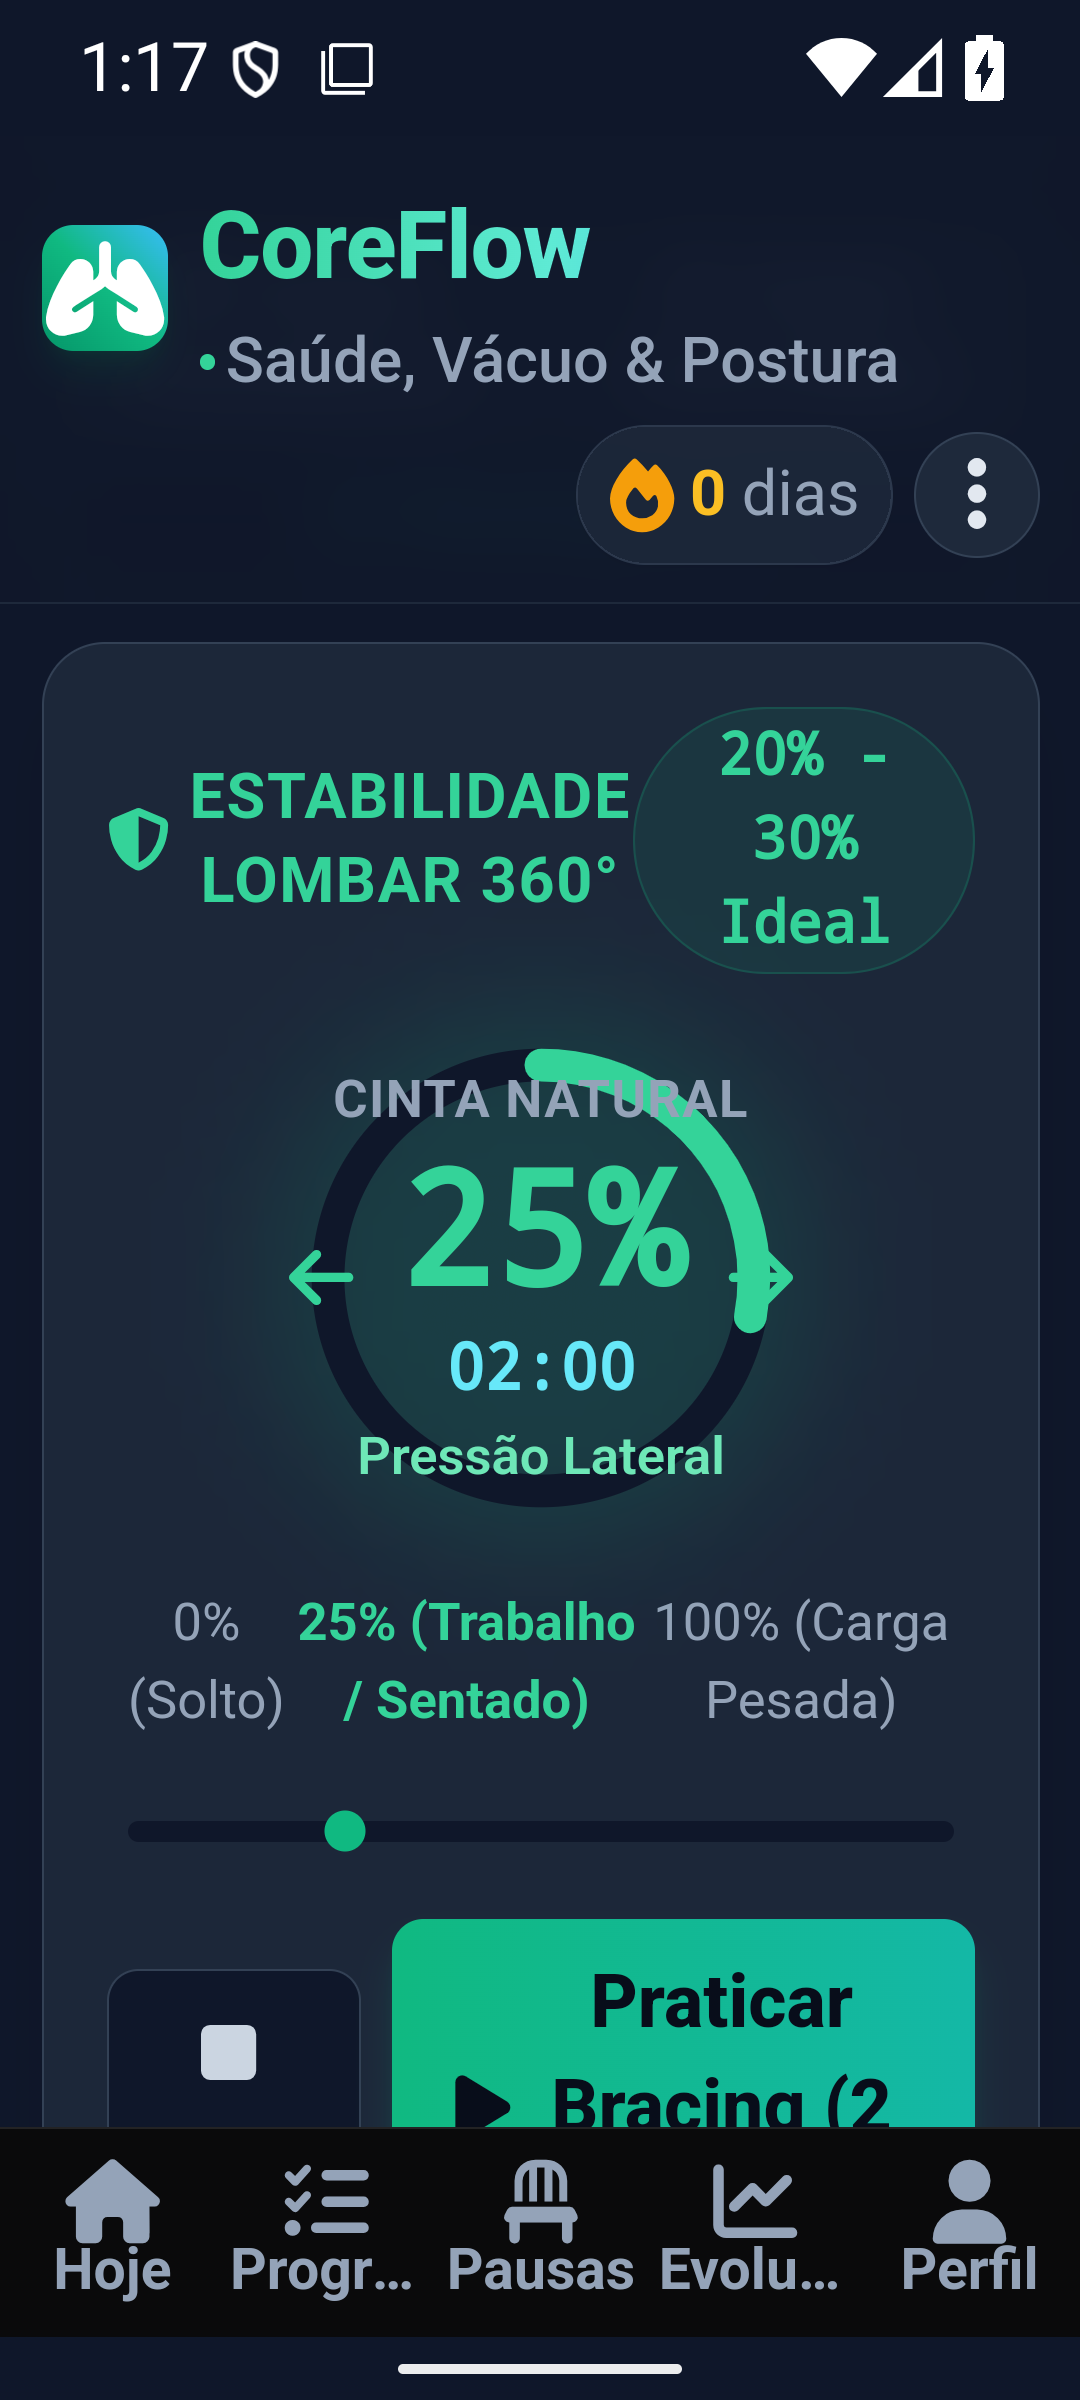 1:17
CoreFlow
Saúde, Vácuo & Postura
0 dias
ESTABILIDADE
LOMBAR 360°
20% -
30%
Ideal
CINTA NATURAL
25%
02:00
Pressão Lateral
0%
(Solto)
25% (Trabalho
/ Sentado)
100% (Carga
Pesada)
Praticar
Bracing (2
Hoje
Progr...
Pausas
Evolu...
Perfil